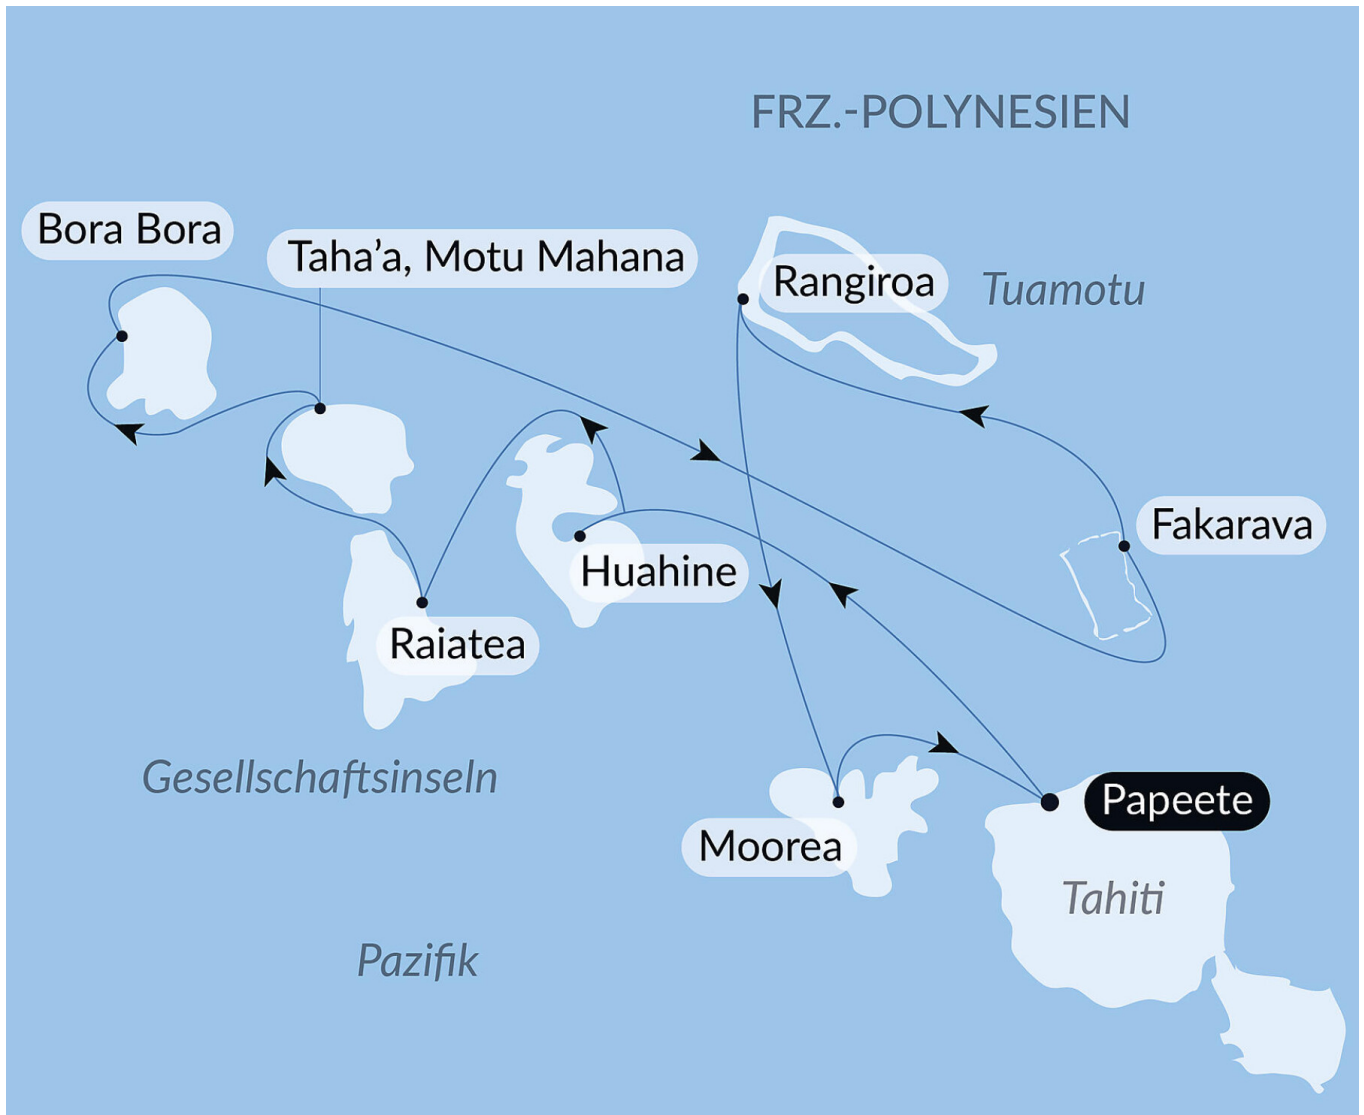 FRZ.-POLYNESIEN
Bora Bora
Taha’a, Motu Mahana
Rangiroa
Tuamotu
Fakarava
Huahine
Raiatea
Gesellschaftsinseln
Papeete
Moorea
Tahiti
Pazifik